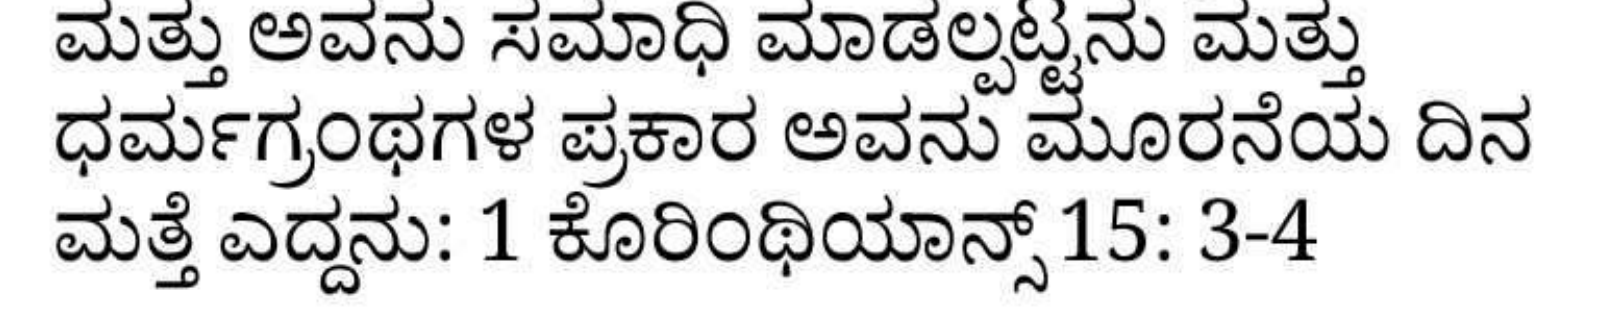 ಮತ್ತು ಅವನು ಸಮಾಧಿ ಮಾಡಲ್ಪಟ್ಟನು ಮತ್ತು
ಧರ್ಮಗ್ರಂಥಗಳ ಪ್ರಕಾರ ಅವನು ಮೂರನೆಯ ದಿನ
ಮತ್ತೆ ಎದ್ದನು: 1 ಕೊರಿಂಥಿಯಾನ್ಸ್ 15: 3-4